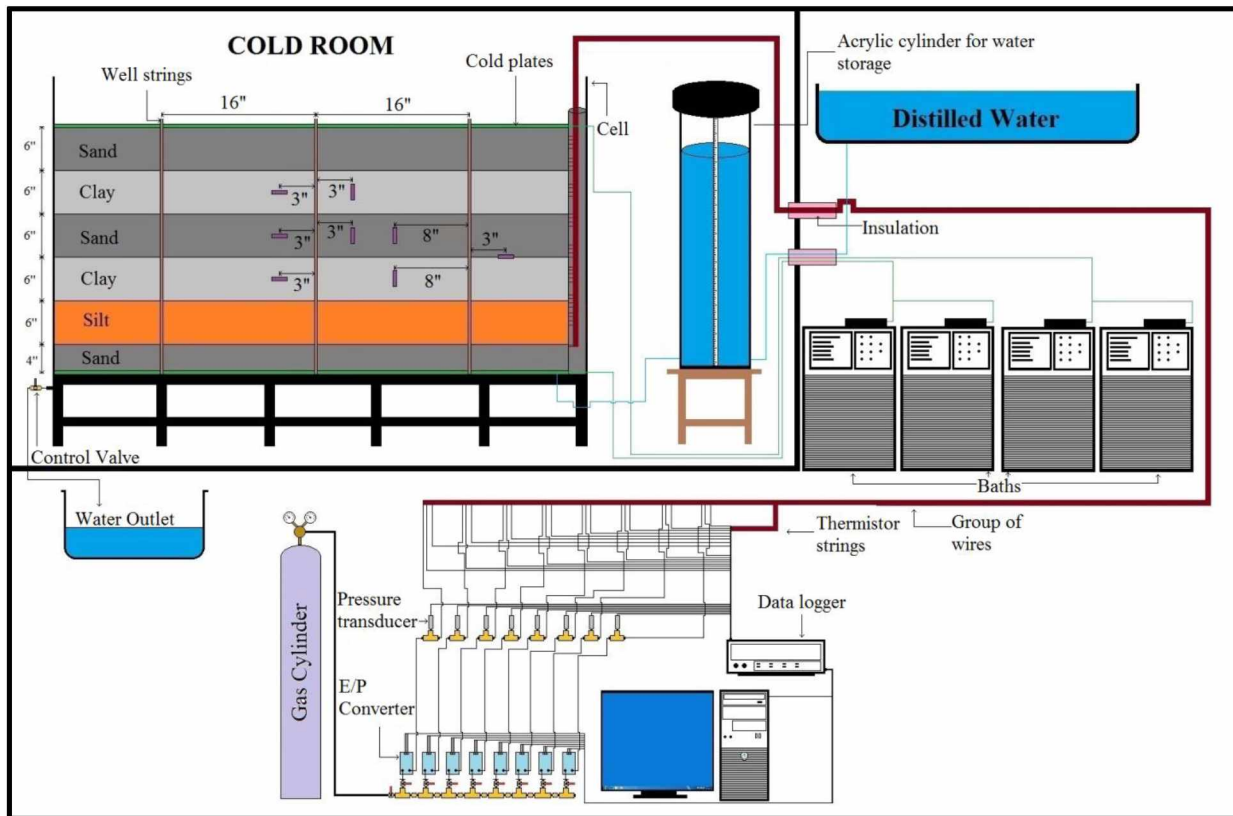 COLD ROOM
Well strings
Cold plates
Acrylic cylinder for water
storage
16"
16"
Cell
Distilled Water
6"
Sand
6"
Clay
3"
3"
6"
Sand
3"
3"
8"
3"
Insulation
6"
Clay
3"
8"
6"
Silt
4"
Sand
Control Valve
Baths
Water Outlet
Thermistor
strings
Group of
wires
Gas Cylinder
Pressure
transducer
Data logger
E/P
Converter